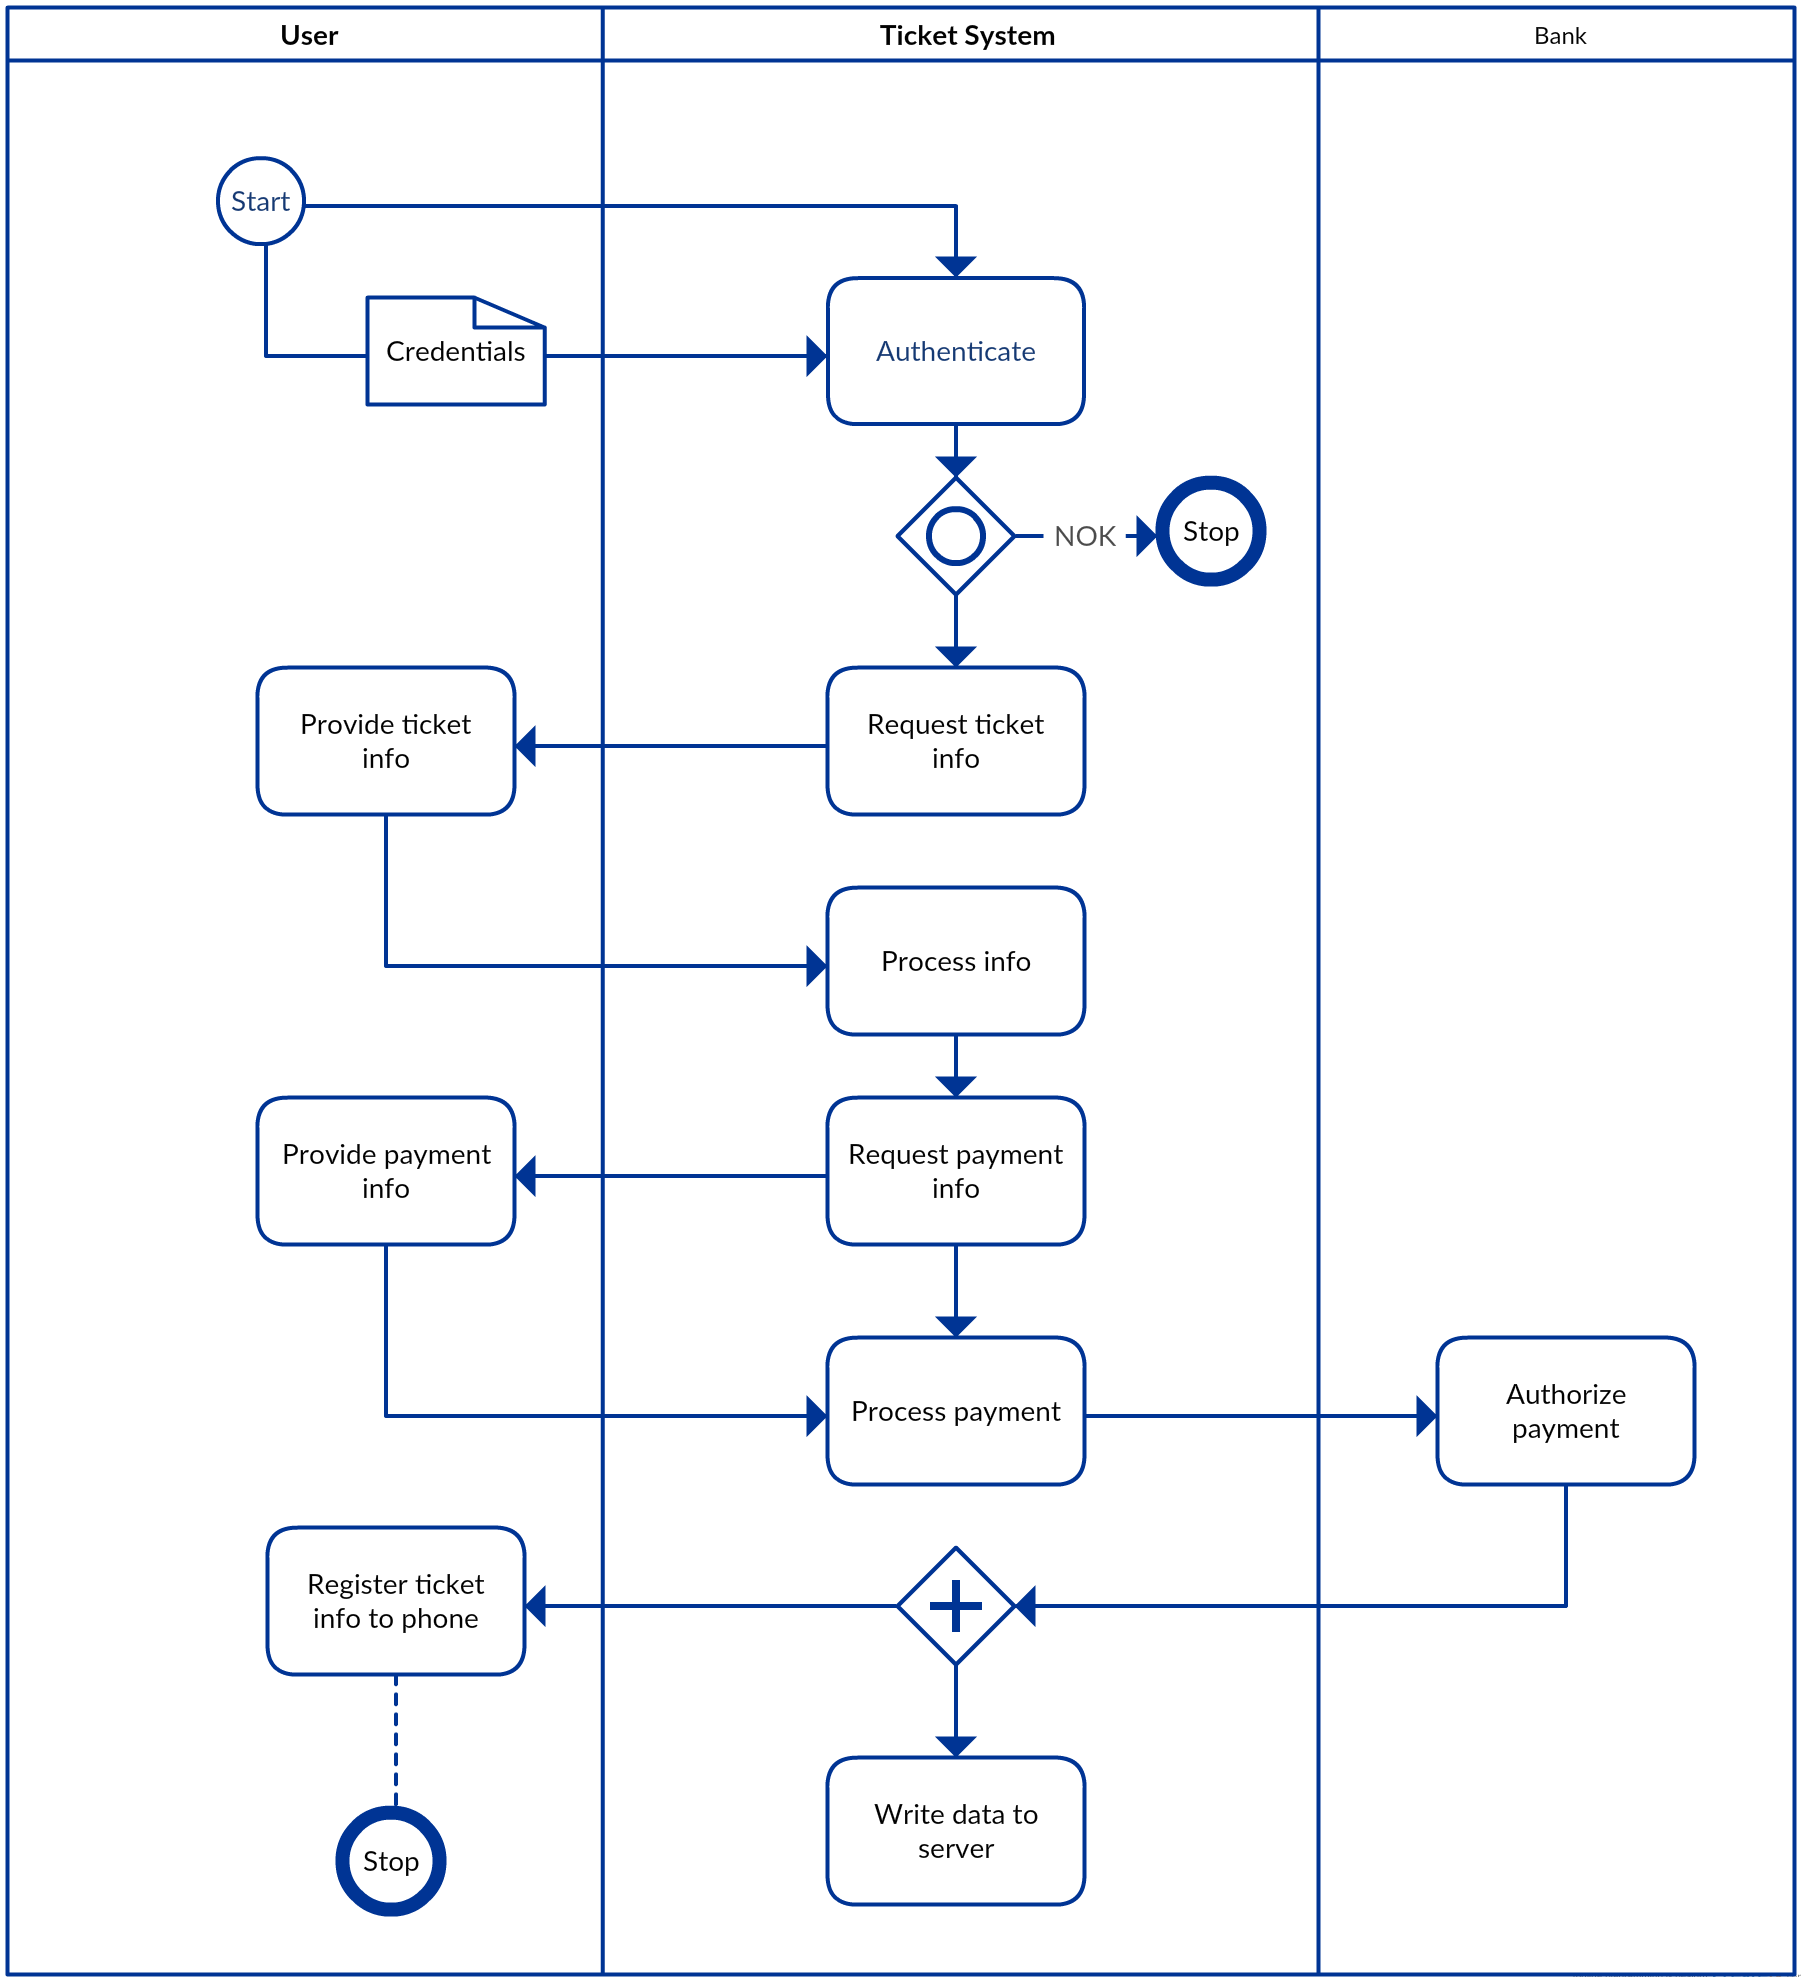 User
Ticket System
Bank
Start
Credentials
Authenticate
NOK
Stop
Provide ticket
info
Request ticket
info
Process info
Provide payment
info
Request payment
info
Process payment
Authorize
payment
Register ticket
info to phone
Write data to
server
Stop